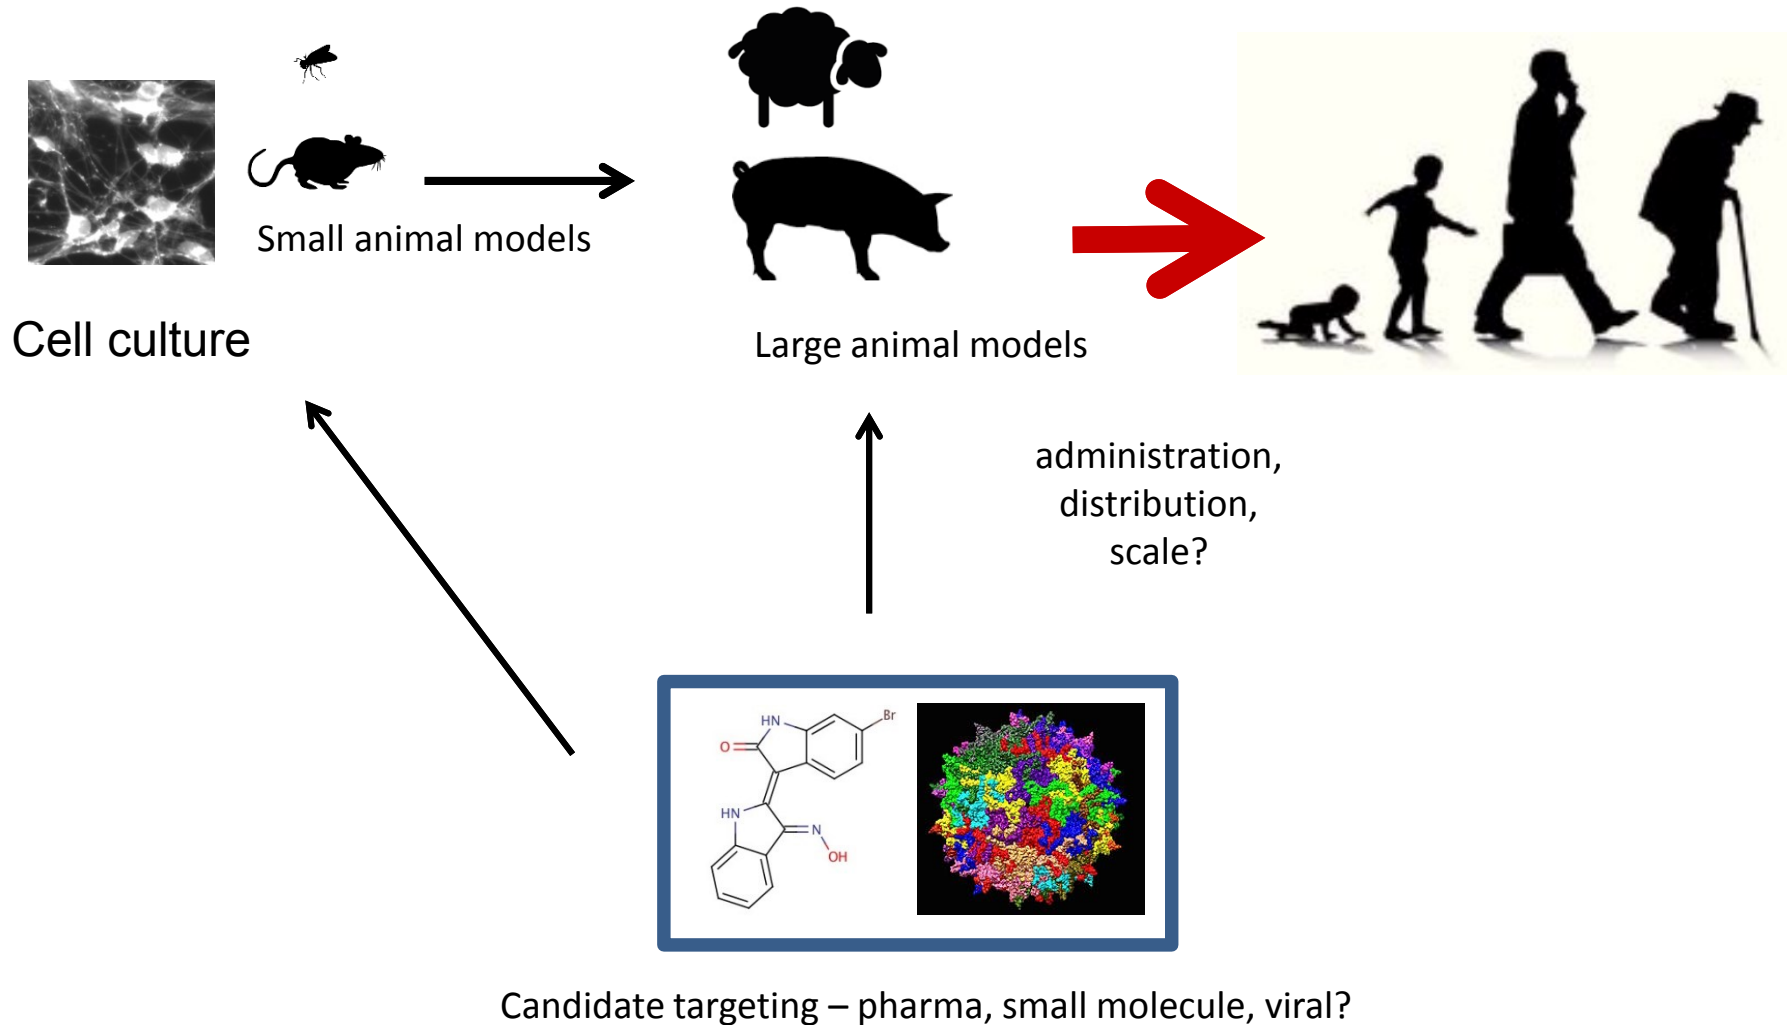 Small animal models
Cell culture
Large animal models
administration,
distribution,
scale?
HN
Br
O
HN
N
OH
Candidate targeting – pharma, small molecule, viral?